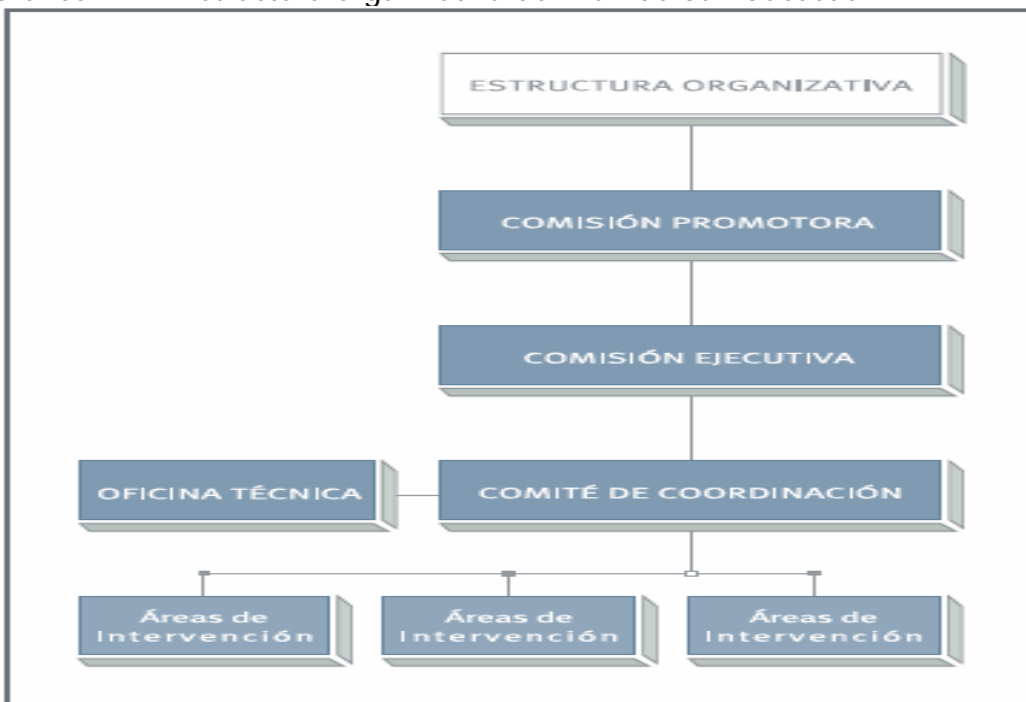 ESTRUCTURA ORGANIZATIVA
COMISIÓN PROMOTORA
COMISIÓN EJECUTIVA
OFICINA TÉCNICA
COMITÉ DE COORDINACIÓN
Áreas de
Intervención
Áreas de
Intervención
Áreas de
Intervención